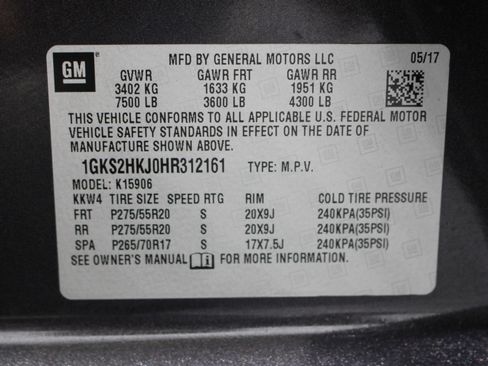 GM
MFD BY GENERAL MOTORS LLC 05/17
GVWR GAWR FRT GAWR RR
3402 KG 1633 KG 1951 KG
7500 LB 3600 LB 4300 LB
THIS VEHICLE CONFORMS TO ALL APPLICABLE U.S. FEDERAL MOTOR
VEHICLE SAFETY STANDARDS IN EFFECT ON THE DATE OF
MANUFACTURE SHOWN ABOVE.
1GKS2HKJ0HR312161 TYPE: M.P.V.
MODEL: K15906
KKW4 TIRE SIZE SPEED RTG RIM COLD TIRE PRESSURE
FRT P275/55R20 S 20X9J 240KPA(35PSI)
RR P275/55R20 S 20X9J 240KPA(35PSI)
SPA P265/70R17 S 17X7.5J 240KPA(35PSI)
SEE OWNER'S MANUAL FOR MORE INFORMATION.